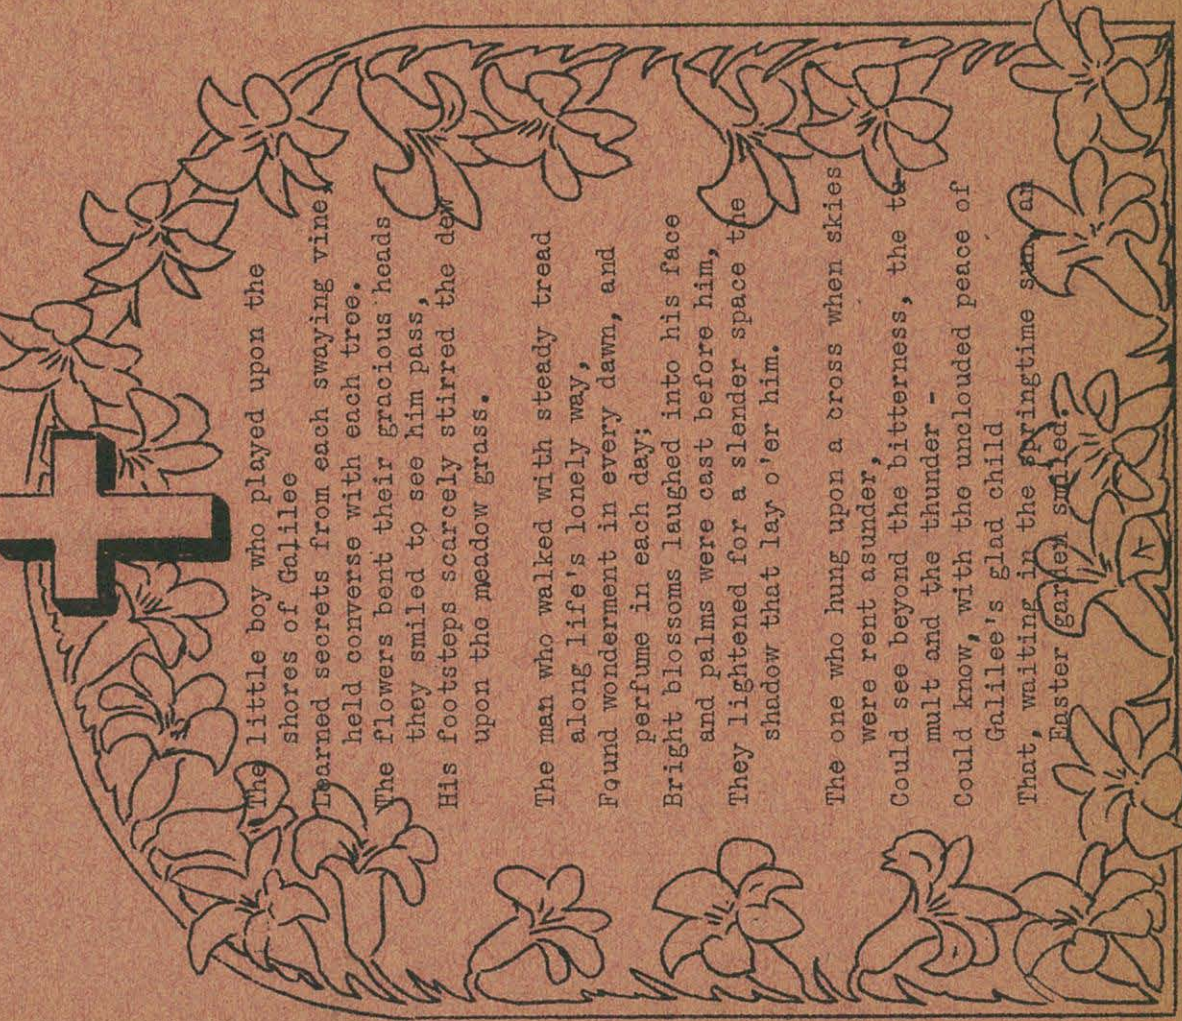 The little boy who played upon the
shores of Galilee
Learned secrets from each swaying vine,
held converse with each tree.
The flowers bent their gracious heads
they smiled to see him pass,
His footsteps scarcely stirred the dew
upon the meadow grass.
The man who walked with steady tread
along life's lonely way,
Found wonderment in every dawn, and
perfume in each day;
Bright blossoms laughed into his face
and palms were cast before him,
They lightened for a slender space the
shadow that lay o'er him.
The one who hung upon a cross when skies
were rent asunder,
Could see beyond the bitterness, the tu-
mult and the thunder -
Could know, with the unclouded peace of
Galilee's glad child
That, waiting in the springtime sun, an
Easter garden smiled.